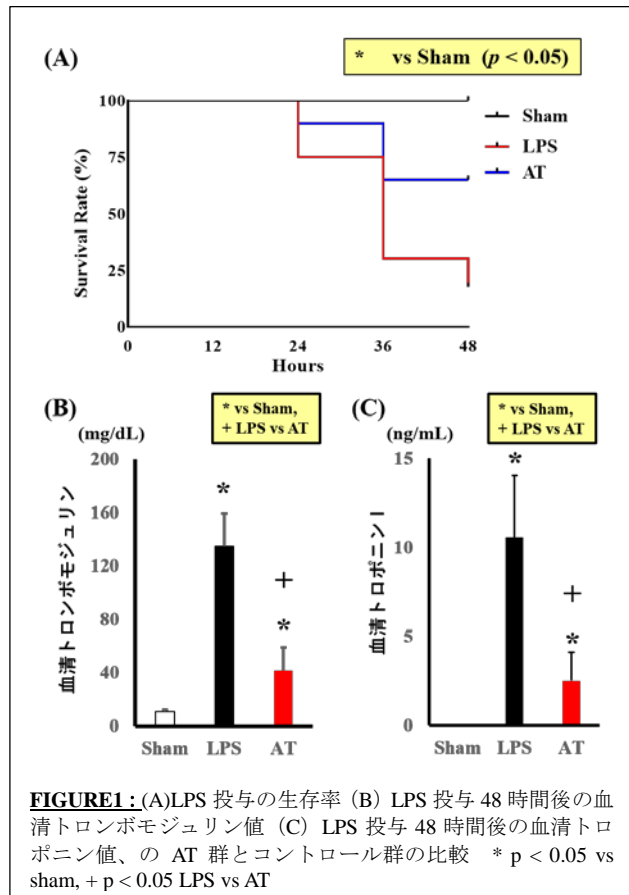 (A)
* vs Sham (p < 0.05)
100
75
50
25
0
Survival Rate (%)
0 12 24 36 48
Hours
Sham
LPS
AT
(B)
(mg/dL)
* vs Sham,
+ LPS vs AT
200
160
120
80
40
0
血清トロンボモジュリン
*
+
*
Sham LPS AT
(C)
(ng/mL)
* vs Sham,
+ LPS vs AT
15
10
5
0
血清トロポニン I
*
+
*
Sham LPS AT
FIGURE1 : (A)LPS 投与の生存率 (B) LPS 投与 48 時間後の血
清トロンボモジュリン値 (C) LPS 投与 48 時間後の血清トロ
ポニン値、の AT 群とコントロール群の比較 * p < 0.05 vs
sham, + p < 0.05 LPS vs AT